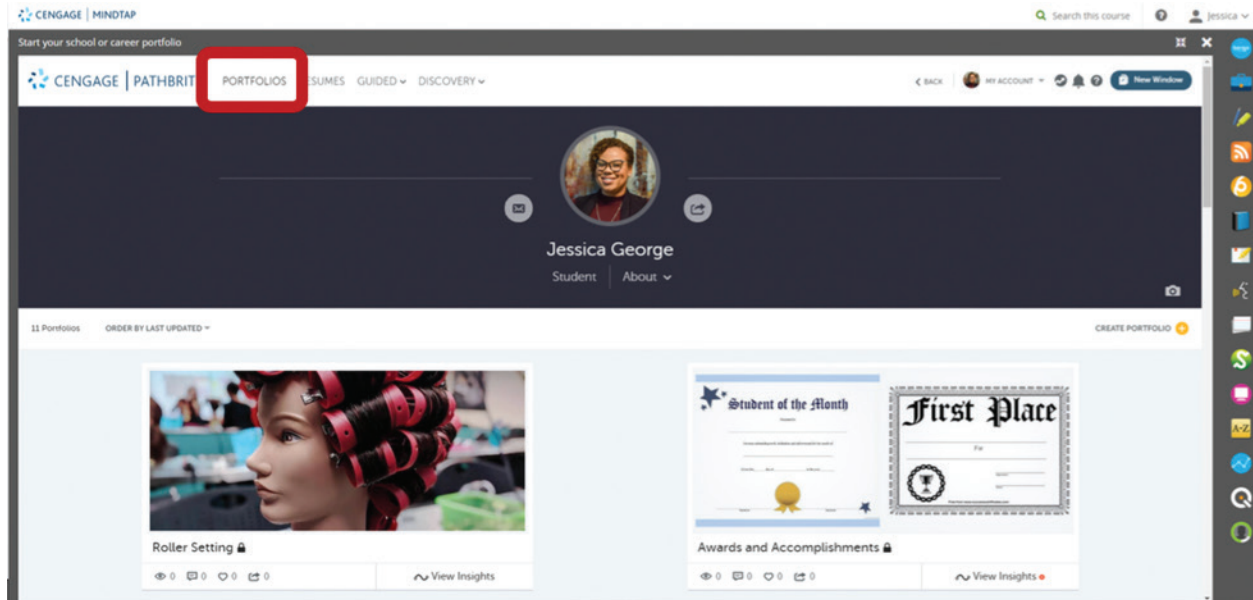 CENGAGE | MINDTAP
Search this course
Jessica
Start your school or career portfolio
CENGAGE | PATHBRIT
PORTFOLIOS
ESUMES
GUIDED
DISCOVERY
BACK
MY ACCOUNT
New Window
Jessica George
Student | About
11 Portfolios
ORDER BY LAST UPDATED
CREATE PORTFOLIO
Student of the Month
First Place
For
Roller Setting
Awards and Accomplishments
0 0 0 0
View Insights
0 0 0 0
View Insights
A-Z